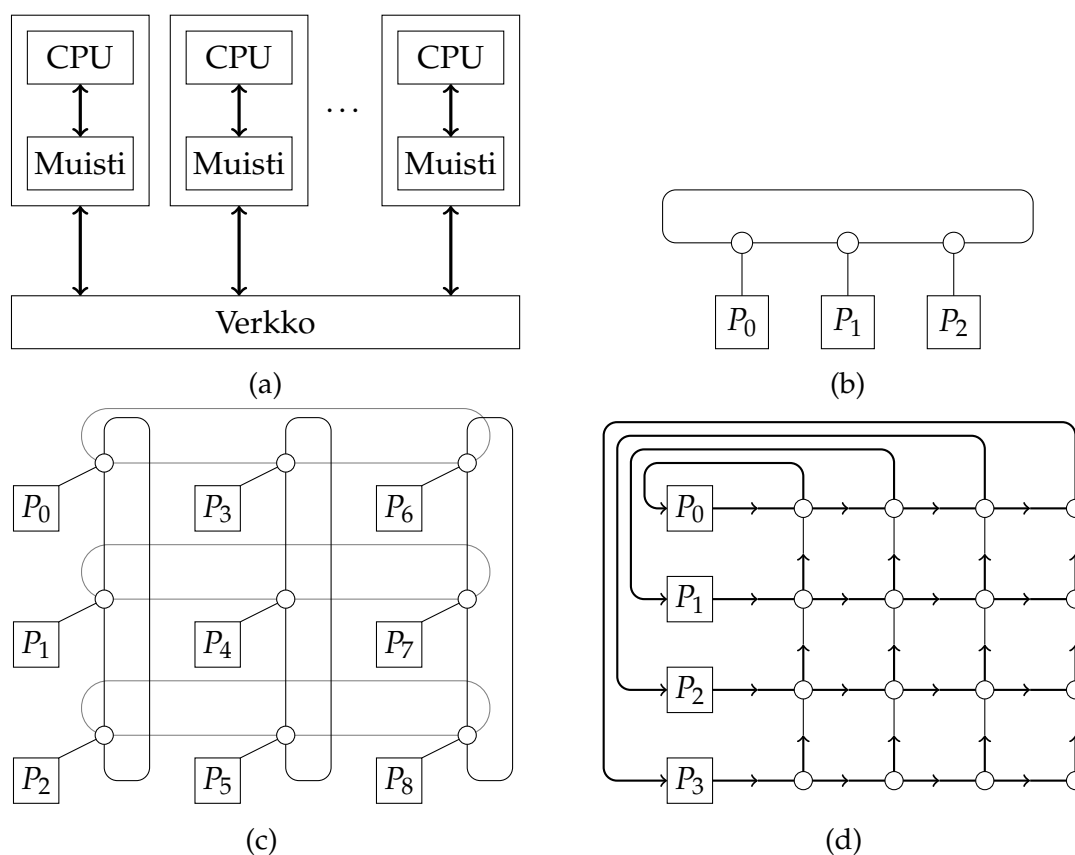 CPU CPU CPU
...
Muisti Muisti Muisti
Verkko
(a)
P0 P1 P2
(b)
P0 P3 P6
P1 P4 P7
P2 P5 P8
(c)
P0
P1
P2
P3
(d)